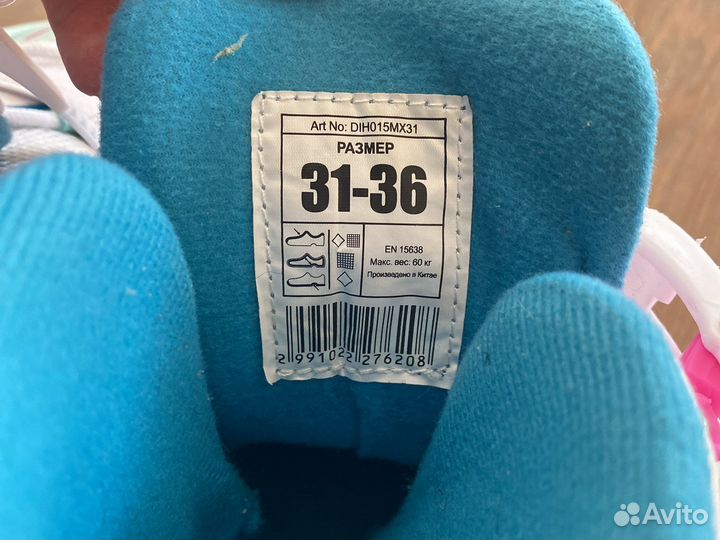 Art No: DIH015MX31
РАЗМЕР
31-36
EN 15638
Макс. вес: 60 кг
Произведено в Китае
2 991022 276208
Avito